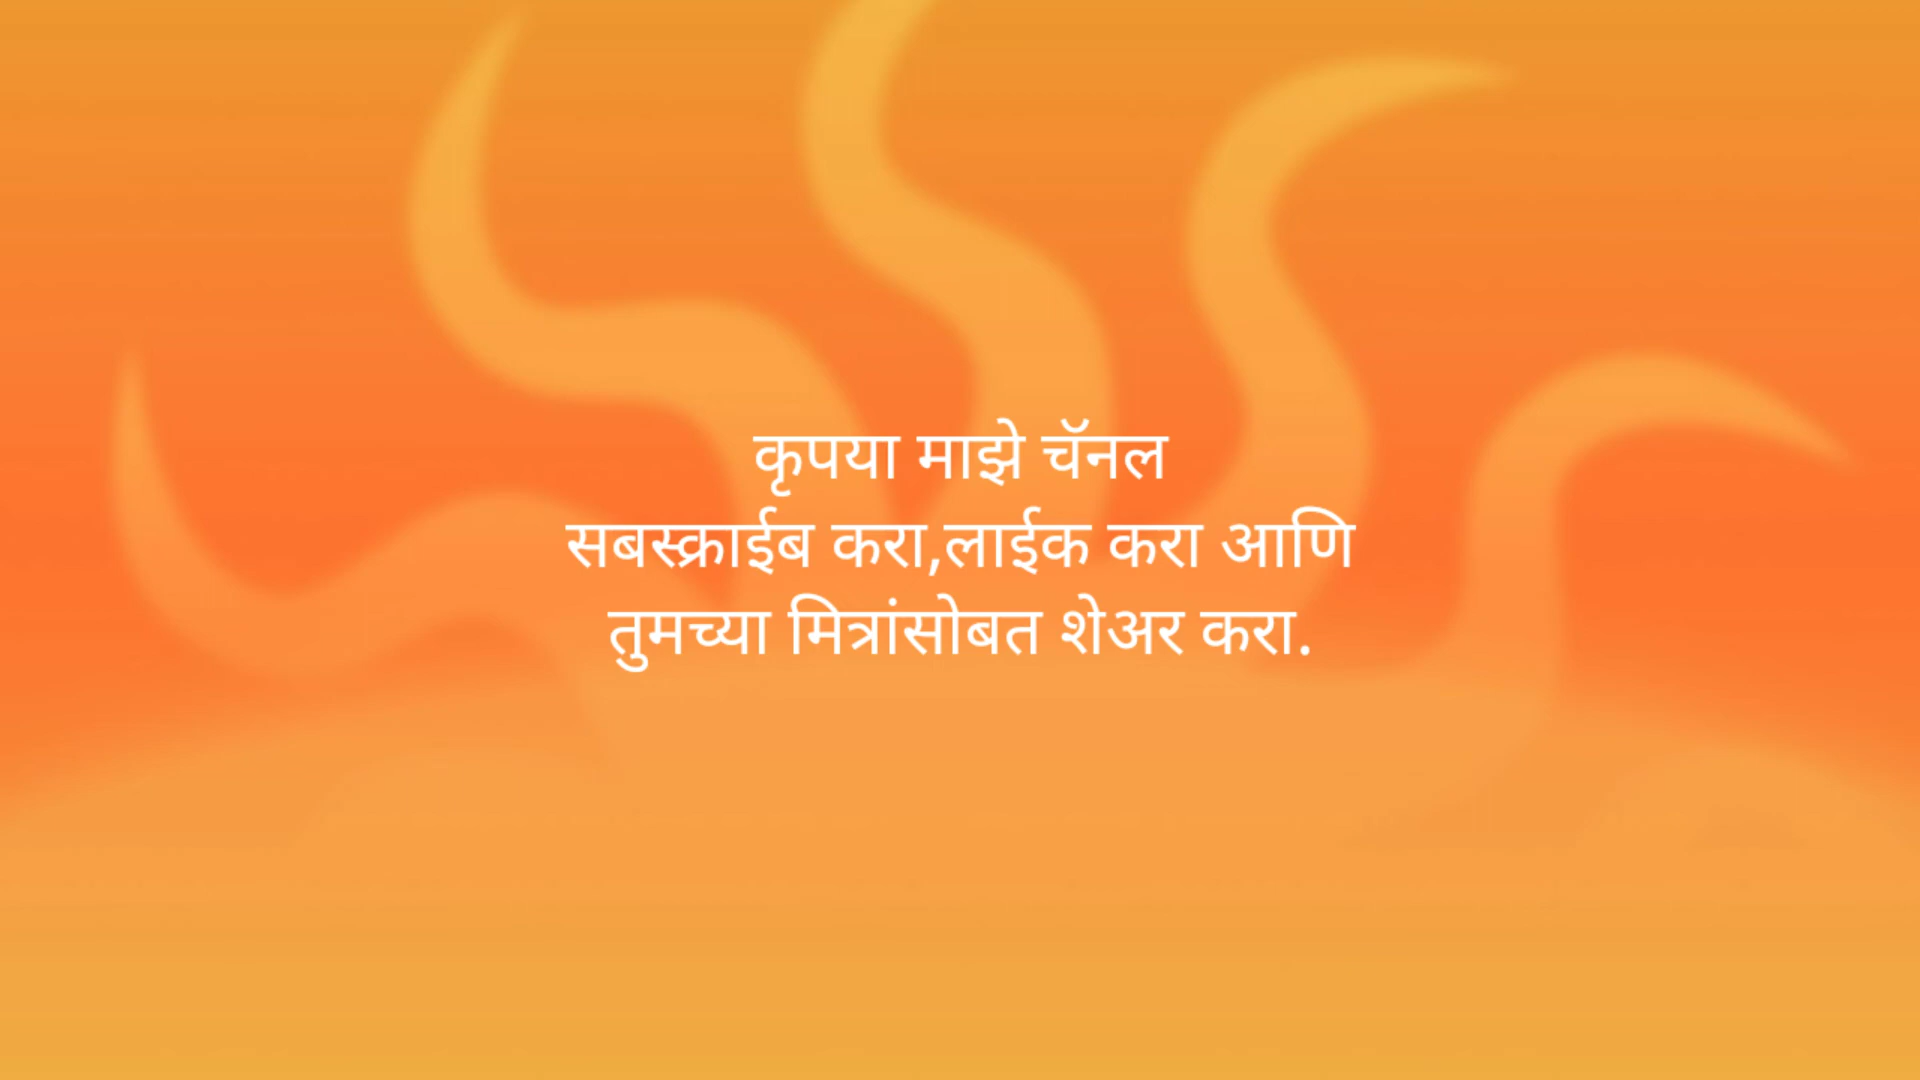 कृपया माझे चॅनल
सबस्क्राईब करा,लाईक करा आणि
तुमच्या मित्रांसोबत शेअर करा.